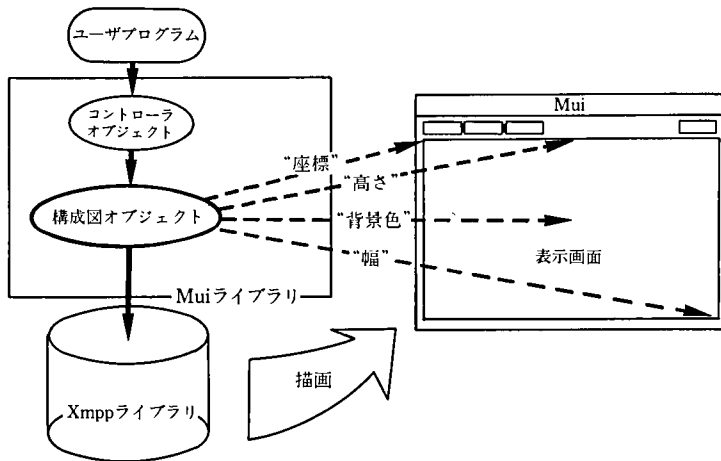 ユーザプログラム
コントローラ
オブジェクト
構成図オブジェクト
Muiライブラリ
Xmppライブラリ
“座標”
“高さ”
“背景色”
“幅”
描画
Mui
表示画面